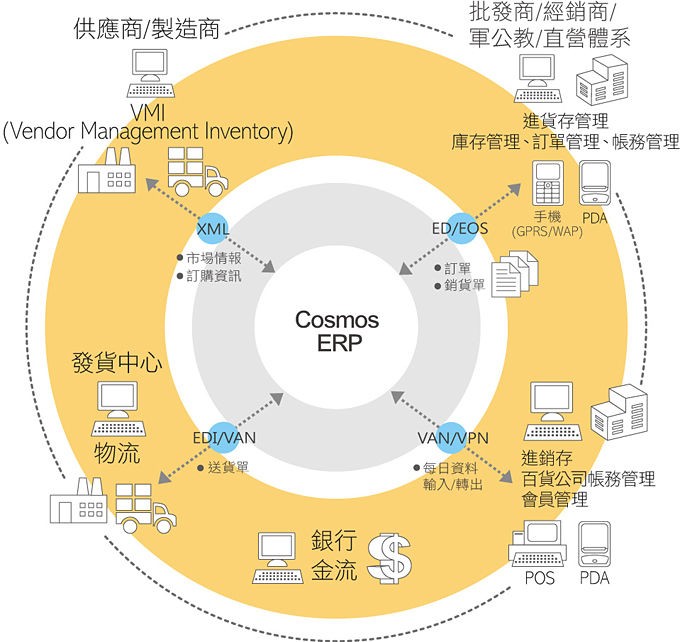 供應商/製造商
VMI
(Vendor Management Inventory)
批發商/經銷商/
軍公教/直營體系
進貨存管理
庫存管理、訂單管理、帳務管理
手機
(GPRS/WAP)
PDA
XML
● 市場情報
● 訂購資訊
ED/EOS
● 訂單
● 銷貨單
Cosmos
ERP
發貨中心
物流
EDI/VAN
● 送貨單
VAN/VPN
● 每日資料
輸入/轉出
進銷存
百貨公司帳務管理
會員管理
POS
PDA
銀行
金流
$